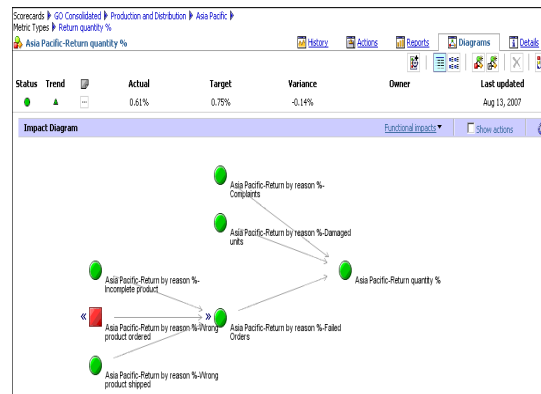 Scorecards GO Consolidated Production and Distribution Asia Pacific
Metric Types Return quantity %
Asia Pacific-Return quantity %
History Actions Reports Diagrams Details
Status Trend Actual Target Variance Owner Last updated
0.61% 0.75% -0.14% Aug 13, 2007
Impact Diagram Functional impacts Show actions
Asia Pacific-Return by reason %-
Complaints
Asia Pacific-Return by reason %-Damaged
units
Asia Pacific-Return by reason %-
Incomplete product
Asia Pacific-Return quantity %
« »
Asia Pacific-Return by reason %-Wrong
product ordered
Asia Pacific-Return by reason %-Failed
Orders
Asia Pacific-Return by reason %-Wrong
product shipped